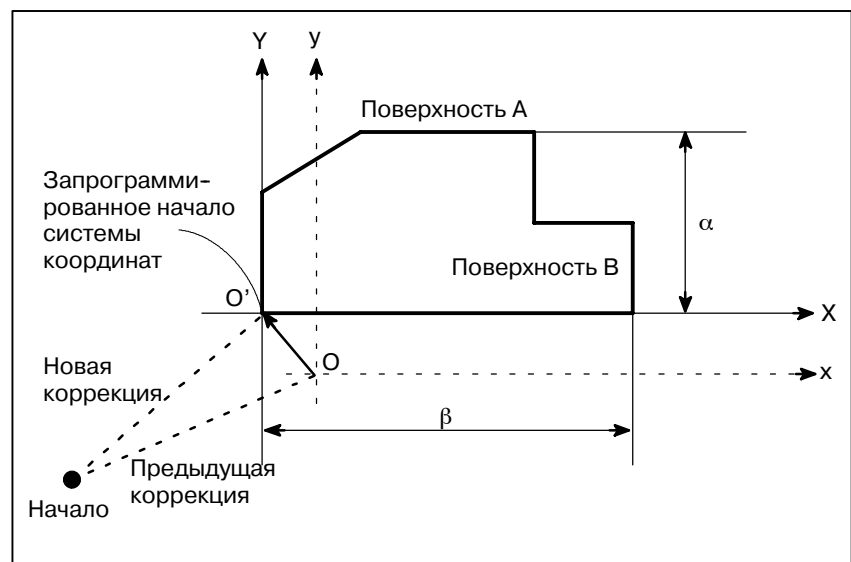 Y
y
Поверхность A
Запрограмми-
рованное начало
системы
координат
α
Поверхность B
O’
X
O
x
Новая
коррекция
β
Предыдущая
коррекция
Начало